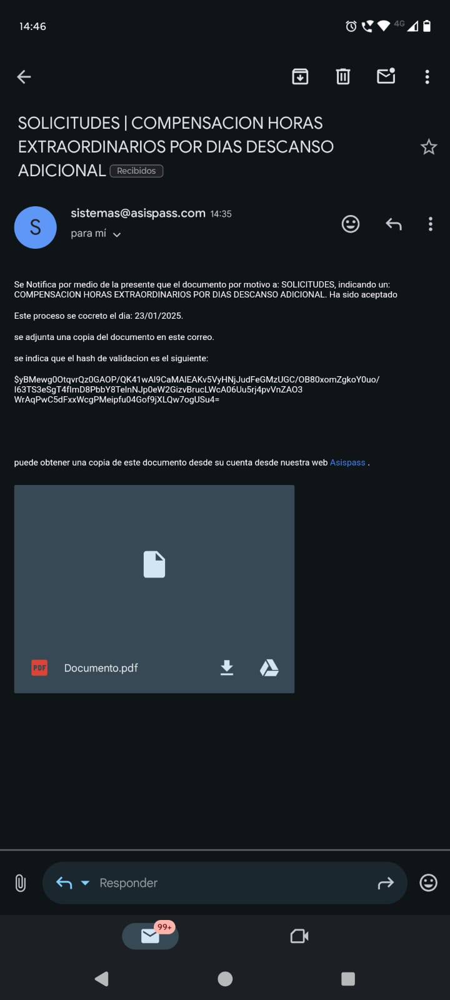 14:46
4G
SOLICITUDES | COMPENSACION HORAS
EXTRAORDINARIOS POR DIAS DESCANSO
ADICIONAL Recibidos
S
sistemas@asispass.com 14:35
para mí
Se Notifica por medio de la presente que el documento por motivo a: SOLICITUDES, indicando un:
COMPENSACION HORAS EXTRAORDINARIOS POR DIAS DESCANSO ADICIONAL. Ha sido aceptado
Este proceso se cocreto el dia: 23/01/2025.
se adjunta una copia del documento en este correo.
se indica que el hash de validacion es el siguiente:
$yBMewg0OtqvrQz0GAOP/QK41wAI9CaMAIEAKv5VyHNjJudFeGMzUGC/OB80xomZgkoY0uo/
I63TS3eSgT4fImD8PbbY8TeInNJp0eW2GizvBrucLWcA06Uu5rj4pvVnZAO3
WrAqPwC5dFxxWcgPMeipfu04Gof9jXLQw7ogUSu4=
puede obtener una copia de este documento desde su cuenta desde nuestra web Asispass .
PDF
Documento.pdf
Responder
99+